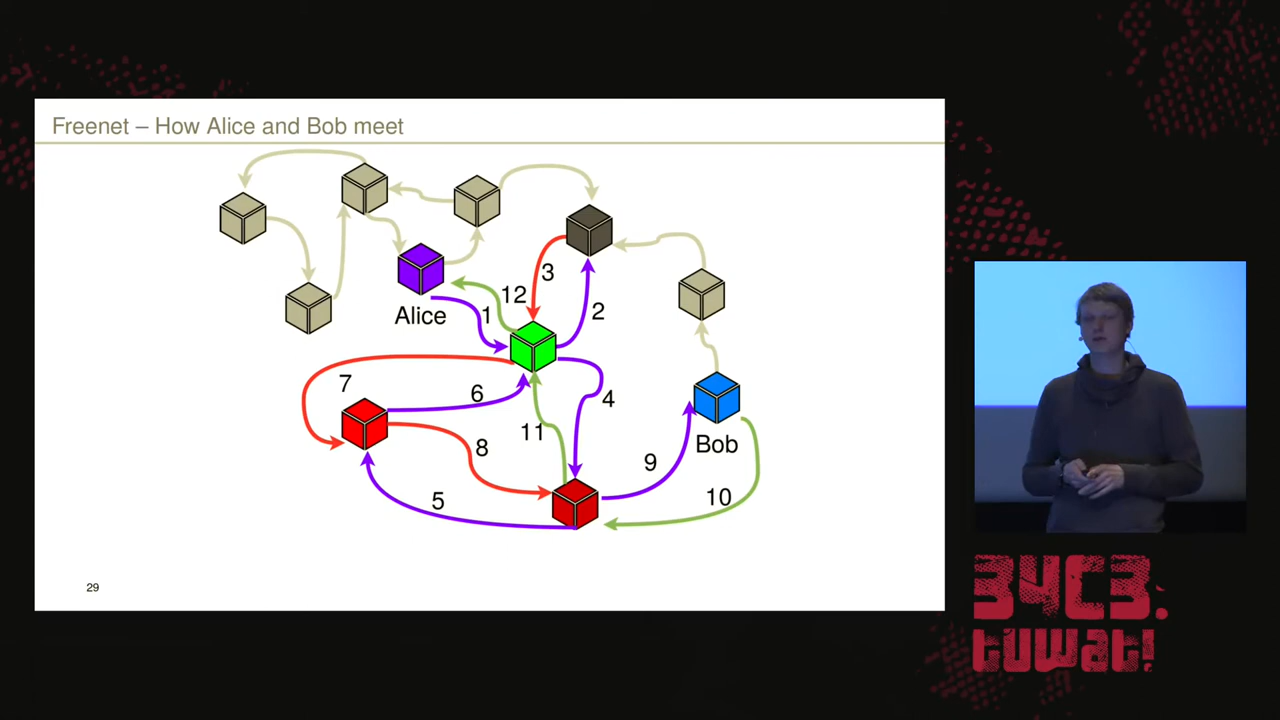 Freenet – How Alice and Bob meet
3
12
2
Alice
1
7
6
4
11
8
Bob
9
5
10
29
34C3.
tuwat!